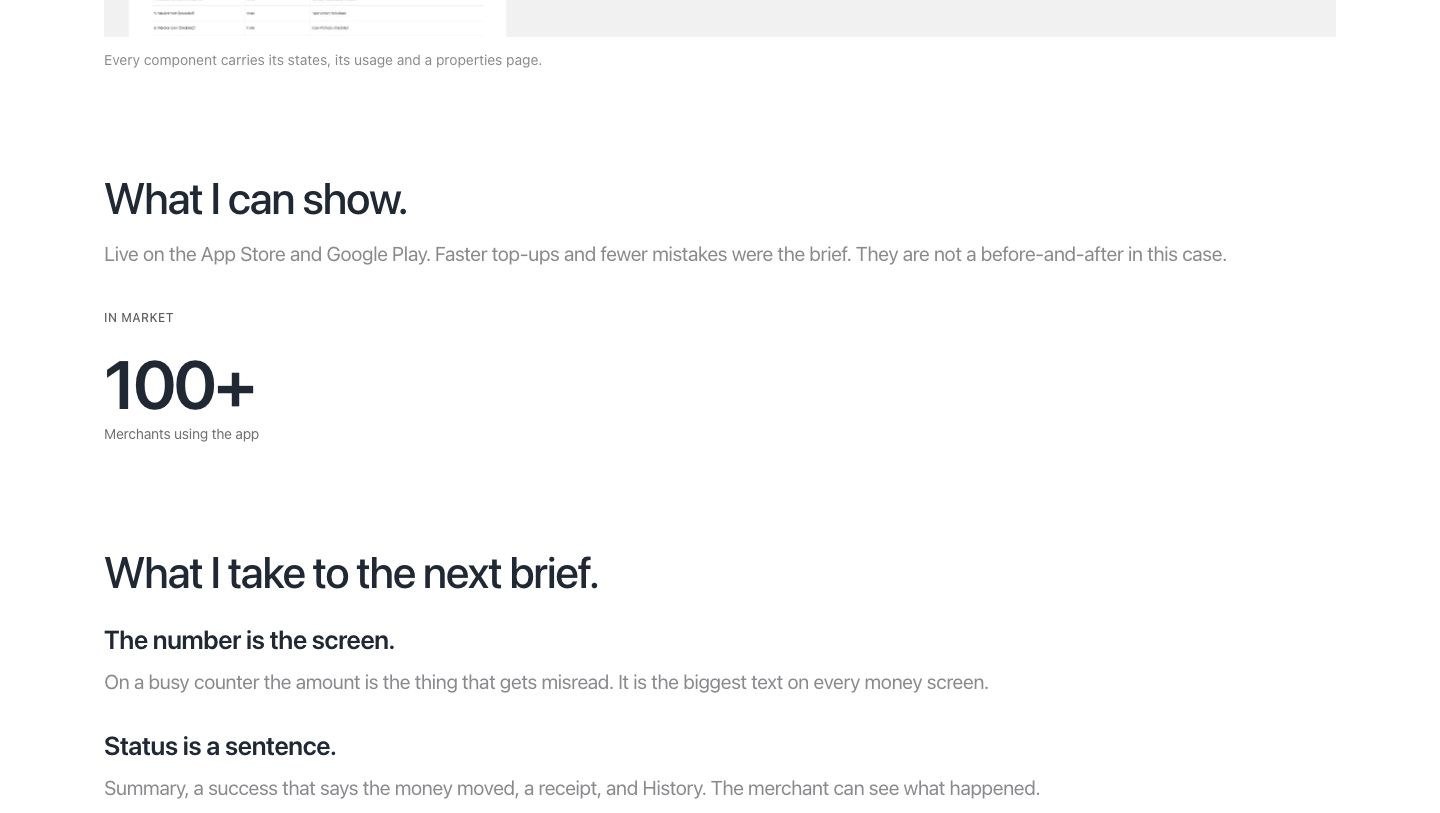 Every component carries its states, its usage and a properties page.
What I can show.
Live on the App Store and Google Play. Faster top-ups and fewer mistakes were the brief. They are not a before-and-after in this case.
IN MARKET
100+
Merchants using the app
What I take to the next brief.
The number is the screen.
On a busy counter the amount is the thing that gets misread. It is the biggest text on every money screen.
Status is a sentence.
Summary, a success that says the money moved, a receipt, and History. The merchant can see what happened.